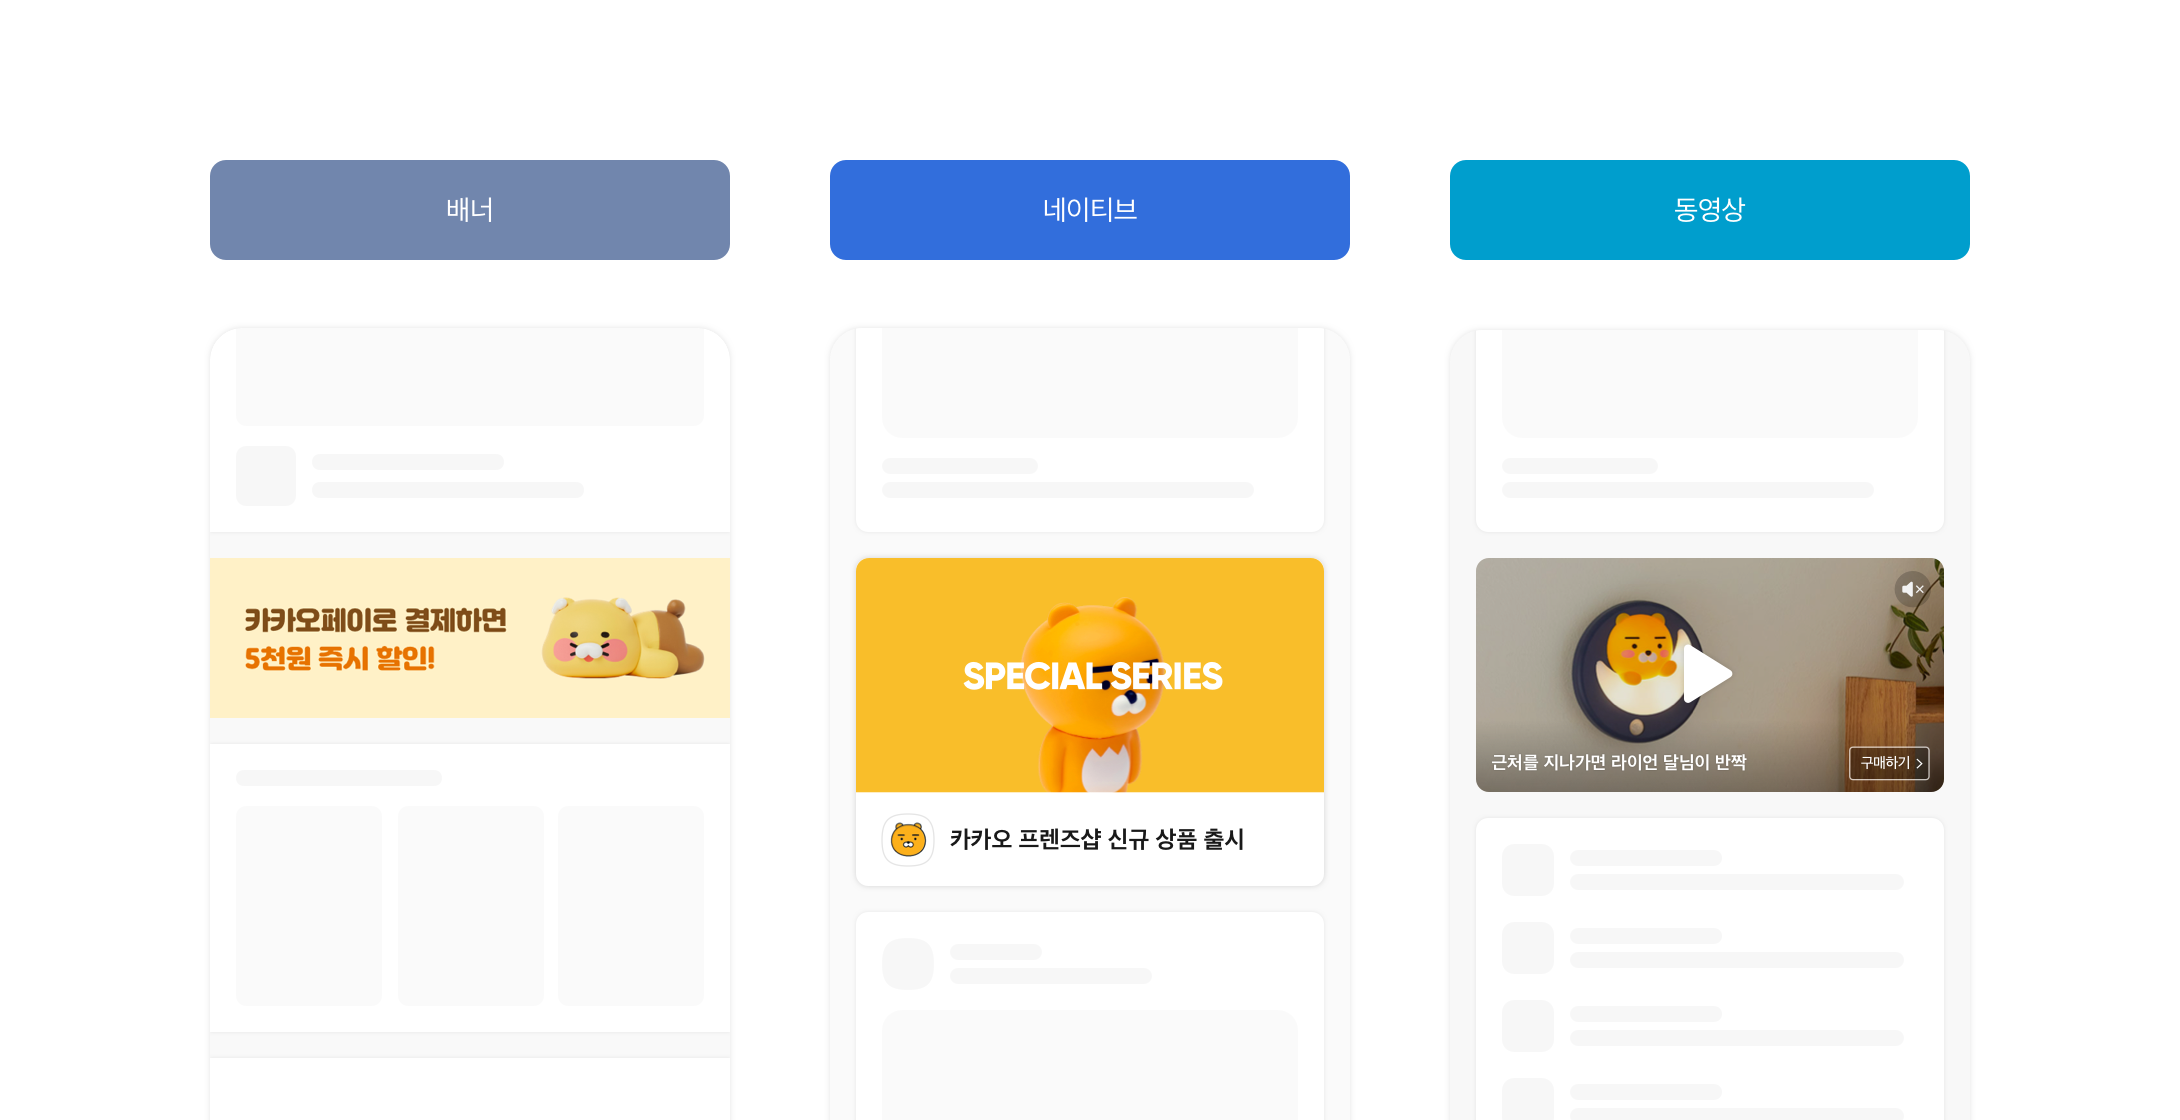 배너
네이티브
동영상
카카오페이로 결제하면
5천원 즉시 할인!
SPECIAL SERIES
카카오 프렌즈샵 신규 상품 출시
근처를 지나가면 라이언 달님이 반짝
구매하기